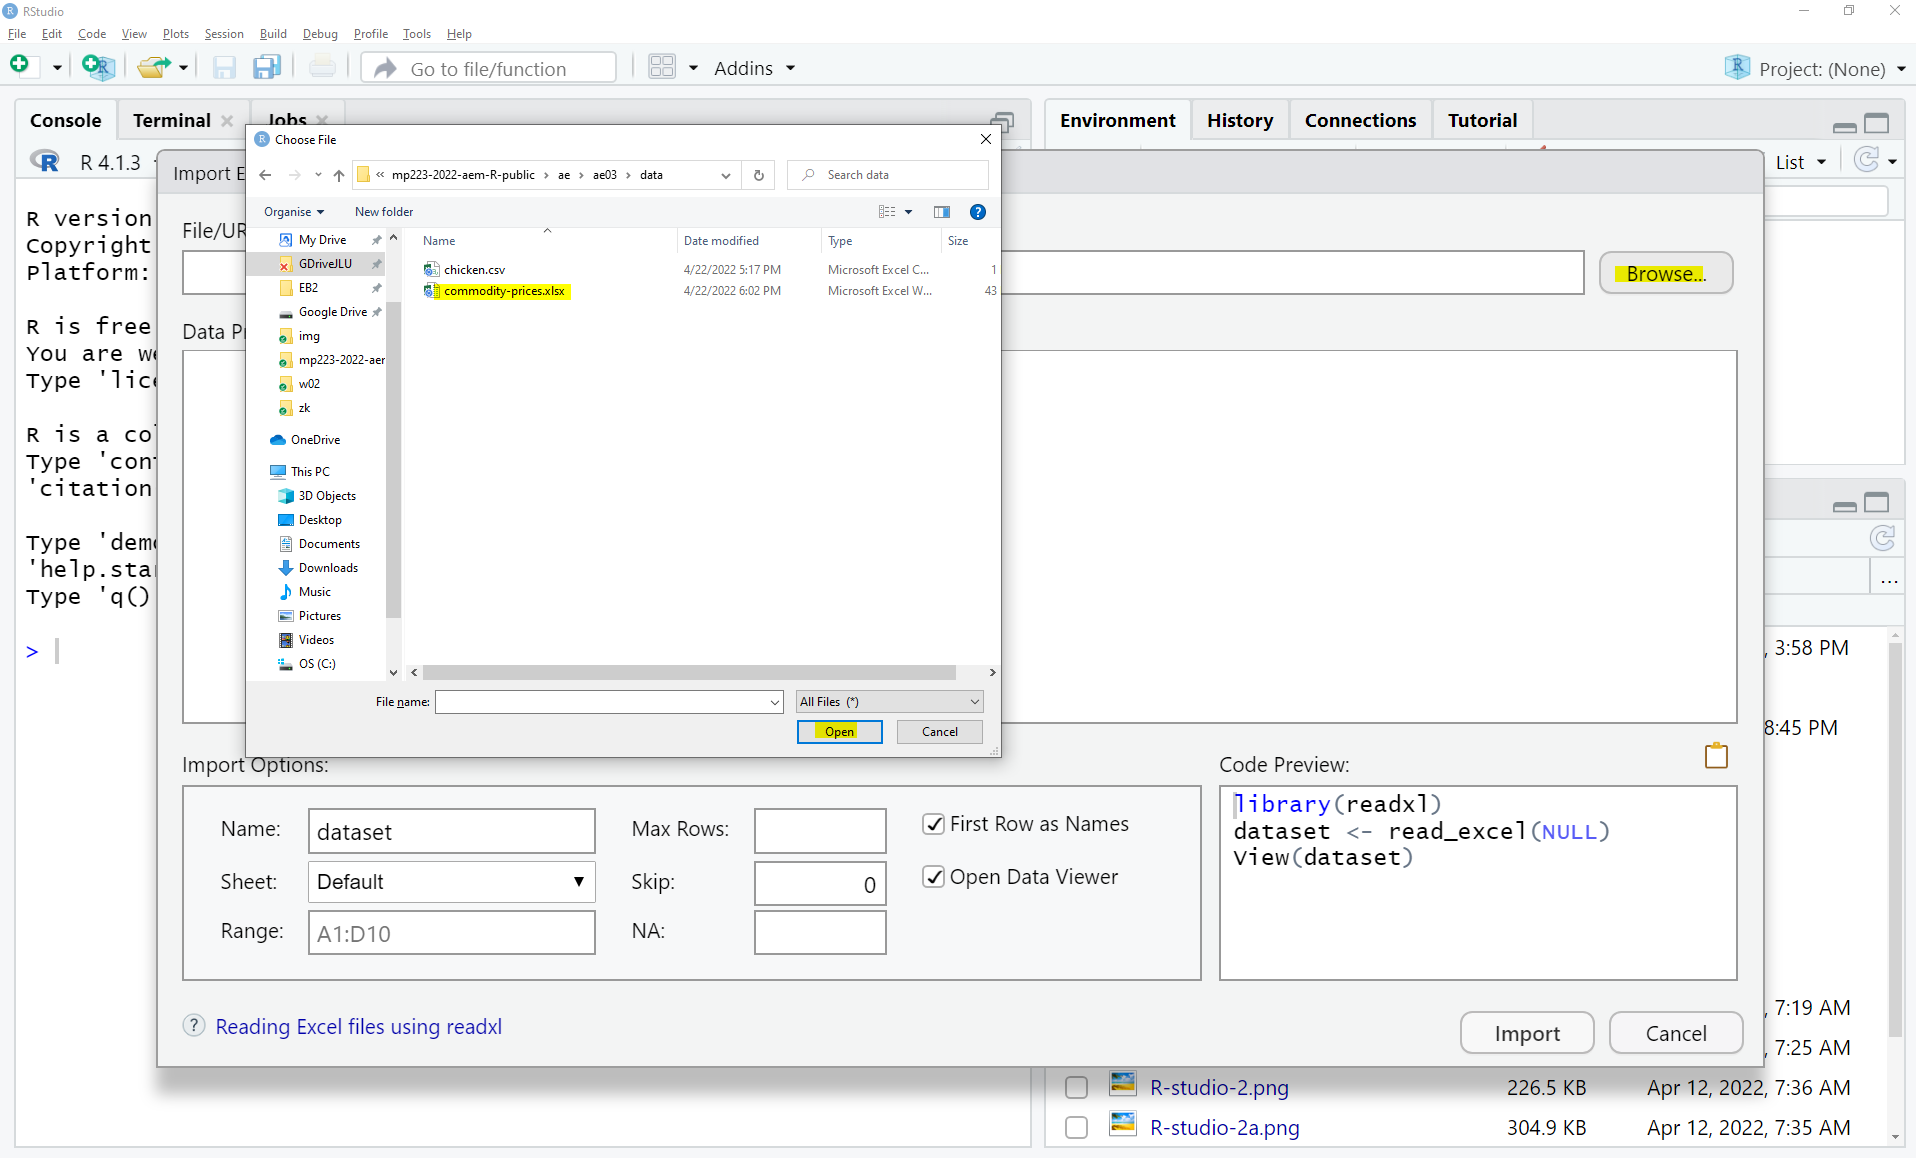 RStudio
File Edit Code View Plots Session Build Debug Profile Tools Help
Go to file/function
Addins
Project: (None)
Console
Terminal
Jobs
Environment
History
Connections
Tutorial
R 4.1.3
List
R version
Copyright
Platform:
R is free
You are we
Type 'lice
R is a co
Type 'cont
'citation
Type 'demo
'help.star
Type 'q()
>
Import E
File/UR
Browse...
Data Pr
Choose File
« mp223-2022-aem-R-public > ae > ae03 > data
Search data
Organise
New folder
My Drive
GDriveJLU
EB2
Google Drive
img
mp223-2022-aer
w02
zk
OneDrive
This PC
3D Objects
Desktop
Documents
Downloads
Music
Pictures
Videos
OS (C:)
Name Date modified Type Size
chicken.csv 4/22/2022 5:17 PM Microsoft Excel C... 1
commodity-prices.xlsx 4/22/2022 6:02 PM Microsoft Excel W... 43
File name:
All Files (*)
Open
Cancel
Import Options:
Name: dataset
Sheet: Default
Range: A1:D10
Max Rows:
Skip: 0
NA:
First Row as Names
Open Data Viewer
Code Preview:
library(readxl)
dataset <- read_excel(NULL)
View(dataset)
Reading Excel files using readxl
Import
Cancel
...
, 3:58 PM
8:45 PM
, 7:19 AM
, 7:25 AM
R-studio-2.png 226.5 KB Apr 12, 2022, 7:36 AM
R-studio-2a.png 304.9 KB Apr 12, 2022, 7:35 AM